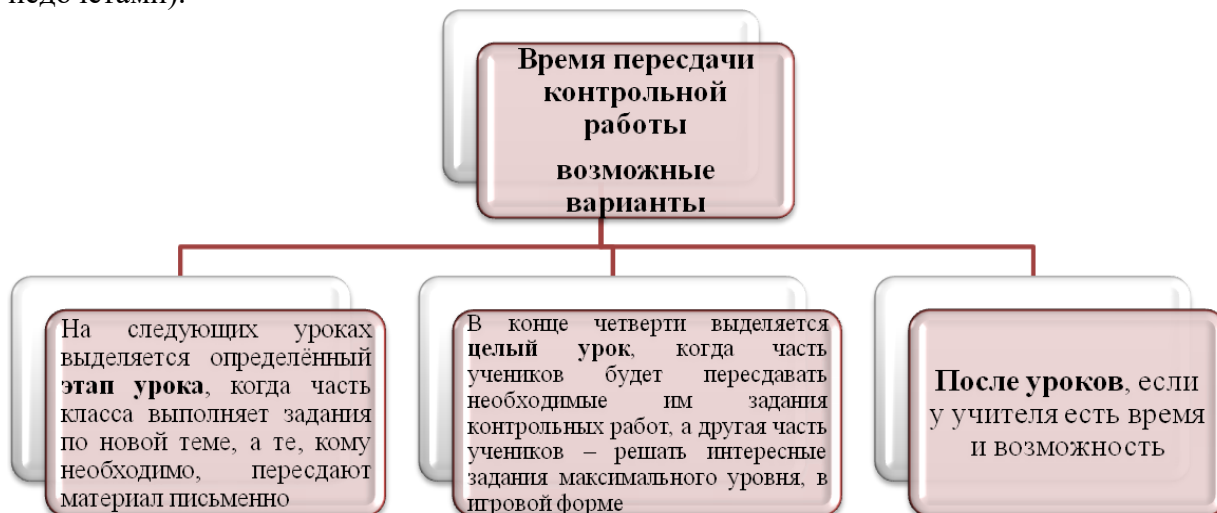 недочетами).
Время пересдачи
контрольной
работы
возможные
варианты
На следующих уроках
выделяется определённый
этап урока, когда часть
класса выполняет задания
по новой теме, а те, кому
необходимо, пересдают
материал письменно
В конце четверти выделяется
целый урок, когда часть
учеников будет пересдавать
необходимые им задания
контрольных работ, а другая часть
учеников – решать интересные
задания максимального уровня, в
игровой форме
После уроков, если
у учителя есть время
и возможность